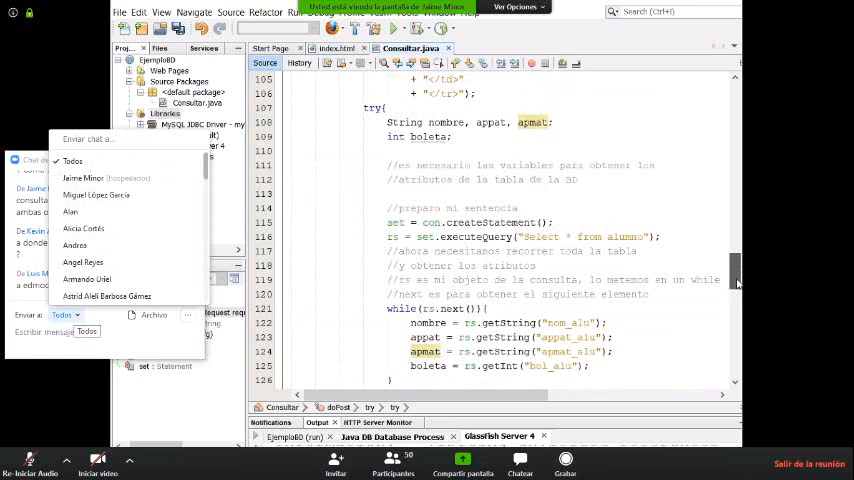 File Edit View Navigate Source Refactor Run
Usted está viendo la pantalla de Jaime Minor
Ver Opciones
Search (Ctrl+I)
Proj...
Files
Services
Start Page
index.html
Consultar.java
Source
History
EjemploBD
Web Pages
Source Packages
<default package>
Consultar.java
Libraries
MySQL JDBC Driver - my
105 + "</td>"
106 + "</tr>");
107 try{
108 String nombre, appat, apmat;
109 int boleta;
110
111 //es necesario las variables para obtener los
112 //atributos de la tabla de la BD
113
114 //preparo mi sentencia
115 set = con.createStatement();
116 rs = set.executeQuery("Select * from alumno");
117 //ahora necesitamos recorrer toda la tabla
118 //y obtener los atributos
119 //rs es mi objeto de la consulta, lo metemos en un while
120 //next es para obtener el siguiente elemento
121 while(rs.next()){
122 nombre = rs.getString("nom_alu");
123 appat = rs.getString("appat_alu");
124 apmat = rs.getString("apmat_alu");
125 boleta = rs.getInt("bol_alu");
126 }
Enviar chat a...
Todos
Jaime Minor (hospedador)
Miguel López García
Alan
Alicia Cortés
Andrea
Angel Reyes
Armando Uriel
Astrid Aleli Barbosa Gámez
Chat de
De Jaime
consulta
ambas o
De Kevin
a donde
?
De Luis M
a edmod
Enviar a: Todos
Archivo
...
Escribir mensaje
Todos
set : Statement
Consultar
doPost
try
try
Notifications
Output
HTTP Server Monitor
EjemploBD (run)
Java DB Database Process
GlassFish Server 4
Re-Iniciar Audio
Iniciar video
Invitar
50
Participantes
Compartir pantalla
Chatear
Grabar
Salir de la reunión